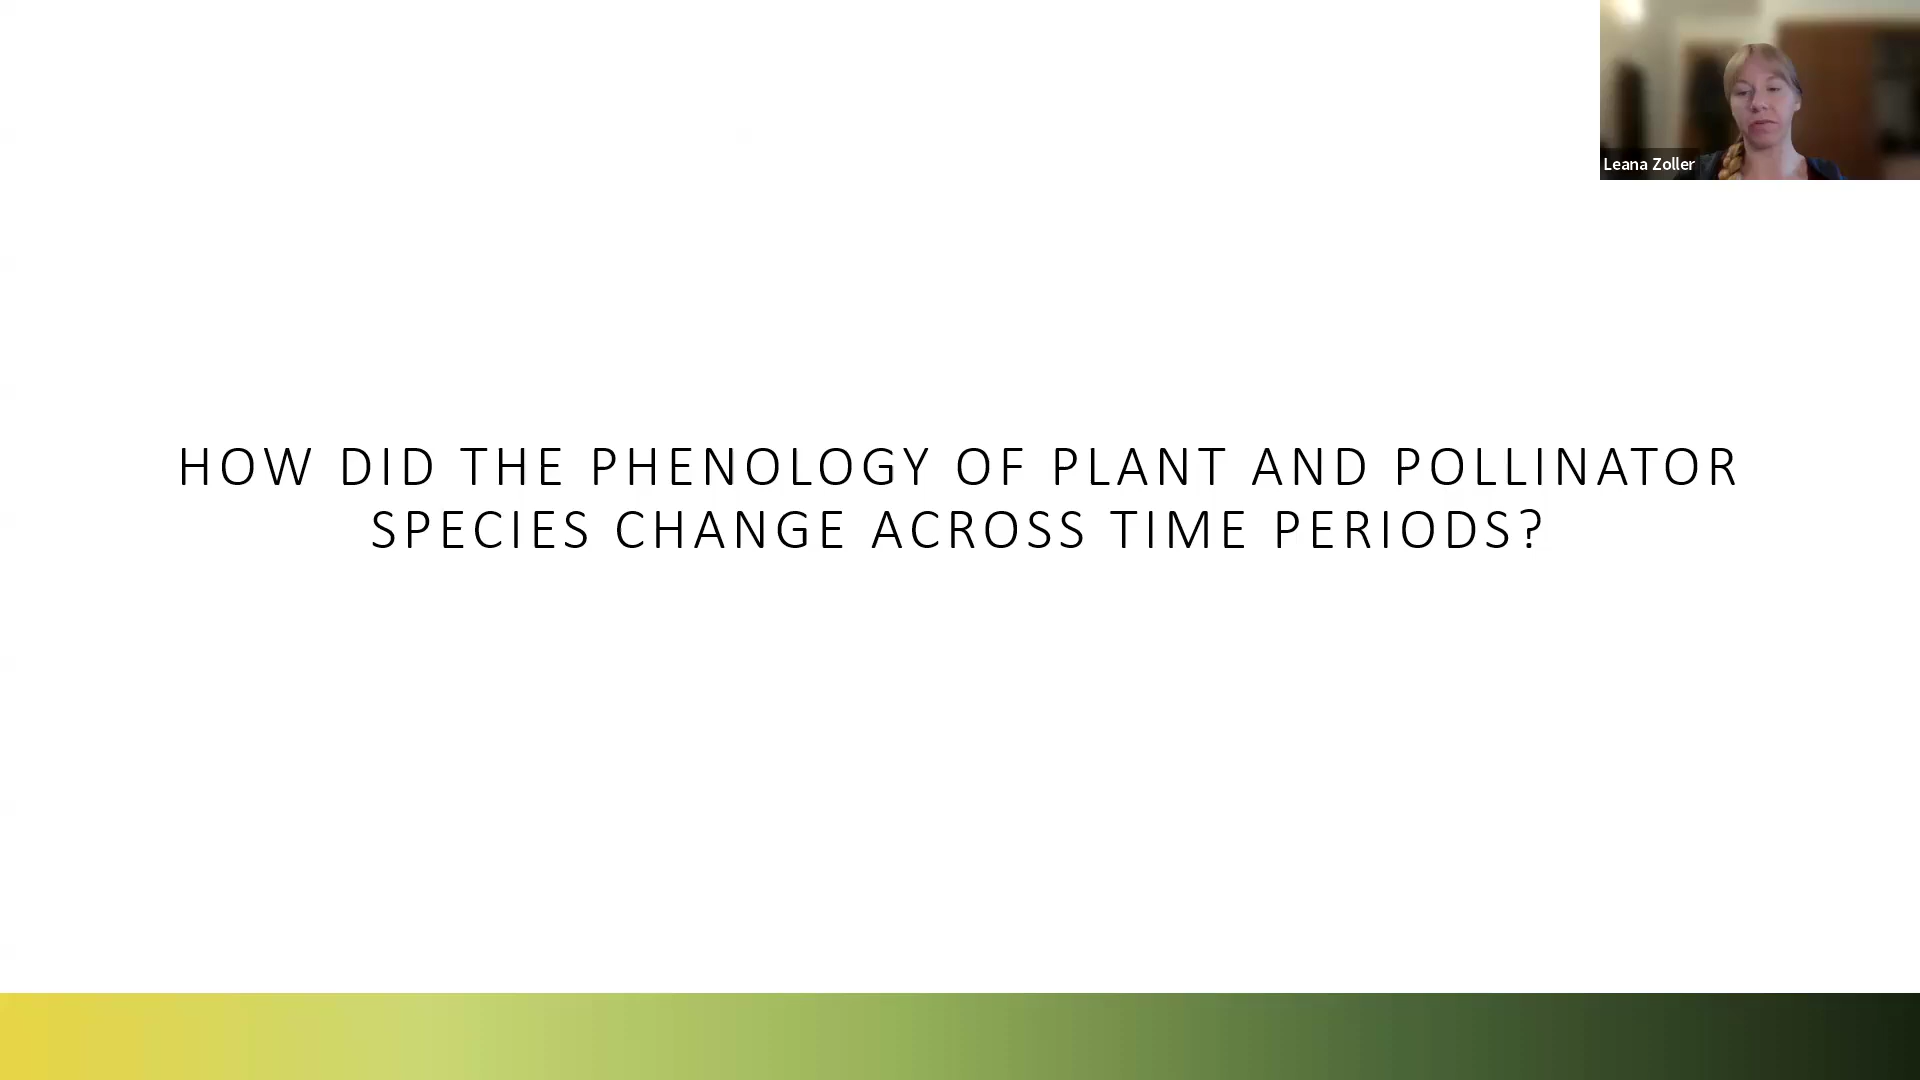 Leana Zoller
HOW DID THE PHENOLOGY OF PLANT AND POLLINATOR
SPECIES CHANGE ACROSS TIME PERIODS?